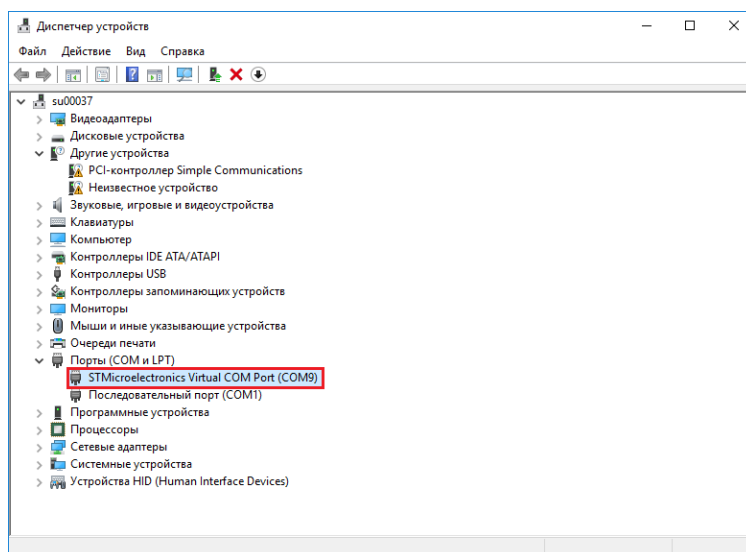 Диспетчер устройств
Файл Действие Вид Справка
su00037
Видеоадаптеры
Дисковые устройства
Другие устройства
PCI-контроллер Simple Communications
Неизвестное устройство
Звуковые, игровые и видеоустройства
Клавиатуры
Компьютер
Контроллеры IDE ATA/ATAPI
Контроллеры USB
Контроллеры запоминающих устройств
Мониторы
Мыши и иные указывающие устройства
Очереди печати
Порты (COM и LPT)
STMicroelectronics Virtual COM Port (COM9)
Последовательный порт (COM1)
Программные устройства
Процессоры
Сетевые адаптеры
Системные устройства
Устройства HID (Human Interface Devices)